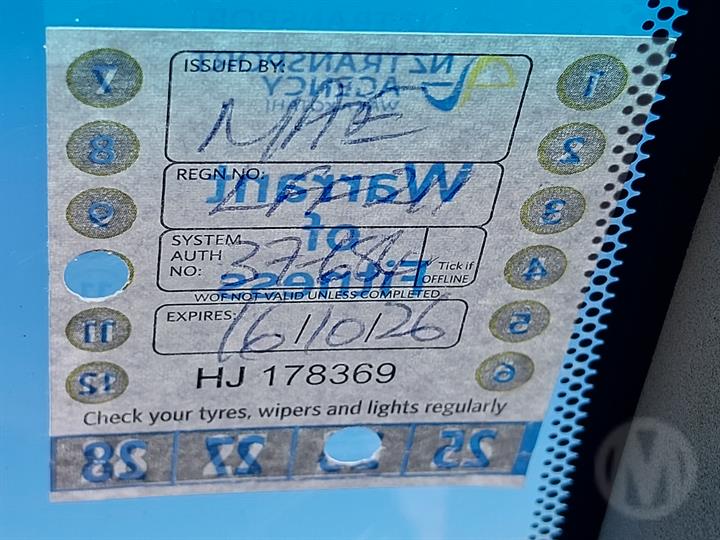 ISSUED BY:
NZ TRANSPORT
AGENCY
WAKA KOTAHI
REGN NO:
Warrant
of
Fitness
SYSTEM
AUTH
NO:
Tick if
OFFLINE
WOF NOT VALID UNLESS COMPLETED
EXPIRES: 16/10/26
HJ 178369
Check your tyres, wipers and lights regularly
7 1
8 2
9 3
4
11 5
12 6
28 27 25
M